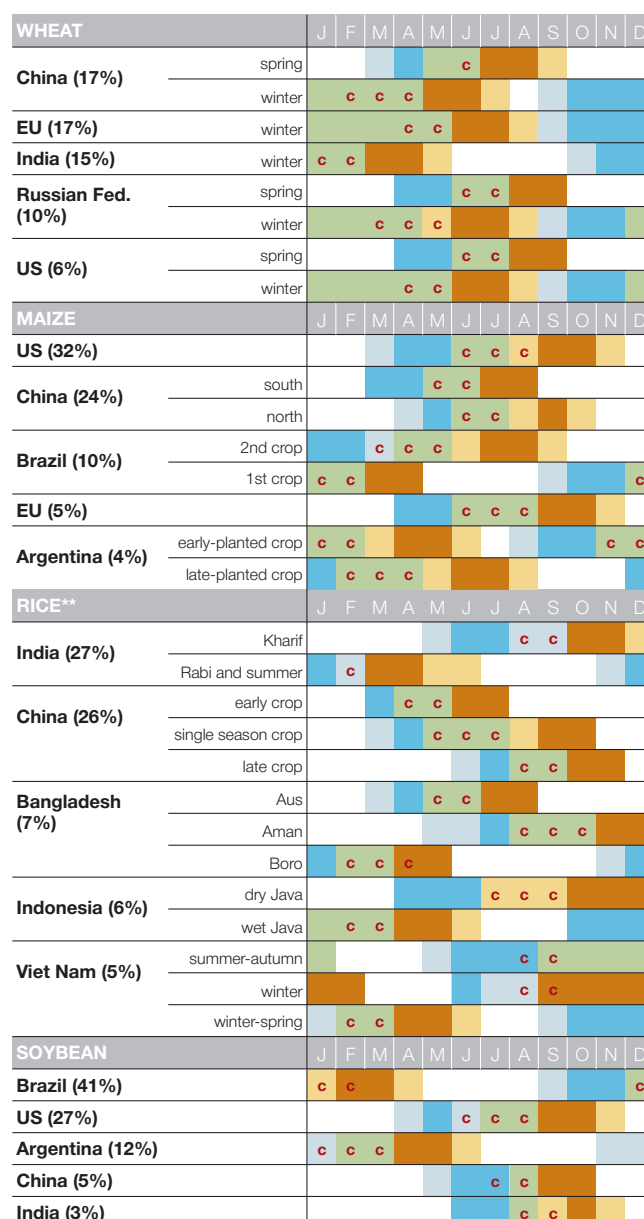 WHEAT J F M A M J J A S O N D
China (17%)
spring c
winter c c c
EU (17%) winter c c
India (15%) winter c c
Russian Fed.
(10%)
spring c c
winter c c c
US (6%)
spring c c
winter c c
MAIZE J F M A M J J A S O N D
US (32%) c c c
China (24%)
south c c
north c c
Brazil (10%)
2nd crop c c c
1st crop c c c
EU (5%) c c c
Argentina (4%)
early-planted crop c c c c
late-planted crop c c c
RICE** J F M A M J J A S O N D
India (27%)
Kharif c c
Rabi and summer c
China (26%)
early crop c c
single season crop c c c
late crop c c
Bangladesh
(7%)
Aus c c
Aman c c c
Boro c c c
Indonesia (6%)
dry Java c c c
wet Java c c
Viet Nam (5%)
summer-autumn c c
winter c c
winter-spring c c
SOYBEAN J F M A M J J A S O N D
Brazil (41%) c c c
US (27%) c c c
Argentina (12%) c c c
China (5%) c c
India (3%) c c